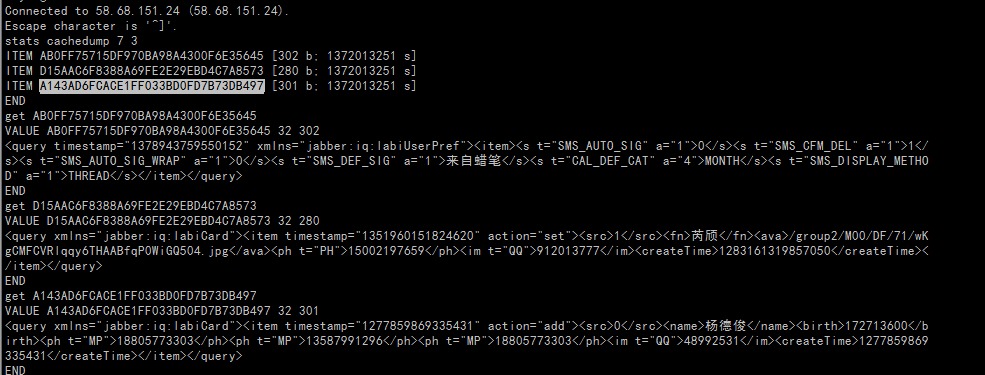 Connected to 58.68.151.24 (58.68.151.24).
Escape character is '^]'.
stats cachedump 7 3
ITEM AB0FF75715DF970BA98A4300F6E35645 [302 b; 1372013251 s]
ITEM D15AAC6F8388A69FE2E29EBD4C7A8573 [280 b; 1372013251 s]
ITEM A143AD6FCACE1FF033BD0FD7B73DB497 [301 b; 1372013251 s]
END
get AB0FF75715DF970BA98A4300F6E35645
VALUE AB0FF75715DF970BA98A4300F6E35645 32 302
<query timestamp="1378943759550152" xmlns="jabber:iq:labiUserPref"><item><s t="SMS_AUTO_SIG" a="1">0</s><s t="SMS_CFM_DEL" a="1">1</
s><s t="SMS_AUTO_SIG_WRAP" a="1">0</s><s t="SMS_DEF_SIG" a="1">来自蜡笔</s><s t="CAL_DEF_CAT" a="4">MONTH</s><s t="SMS_DISPLAY_METHO
D" a="1">THREAD</s></item></query>
END
get D15AAC6F8388A69FE2E29EBD4C7A8573
VALUE D15AAC6F8388A69FE2E29EBD4C7A8573 32 280
<query xmlns="jabber:iq:labiCard"><item timestamp="1351960151824620" action="set"><src>1</src><fn>芮颀</fn><ava>/group2/M00/DF/71/wK
gCMFCVRlqqy6THAABfqP0WiGQ504.jpg</ava><ph t="PH">15002197659</ph><im t="QQ">912013777</im><createTime>1283161319857050</createTime><
/item></query>
END
get A143AD6FCACE1FF033BD0FD7B73DB497
VALUE A143AD6FCACE1FF033BD0FD7B73DB497 32 301
<query xmlns="jabber:iq:labiCard"><item timestamp="1277859869335431" action="add"><src>0</src><name>杨德俊</name><birth>172713600</b
irth><ph t="MP">18805773303</ph><ph t="MP">13587991296</ph><ph t="MP">18805773303</ph><im t="QQ">48992531</im><createTime>1277859869
335431</createTime></item></query>
END